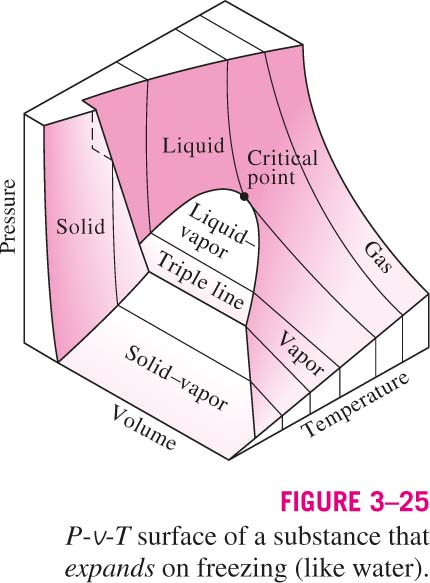 Liquid
Critical
point
Pressure
Solid
Liquid–
vapor
Gas
Triple line
Vapor
Solid–vapor
Volume
Temperature
FIGURE 3–25
P-v-T surface of a substance that
expands on freezing (like water).